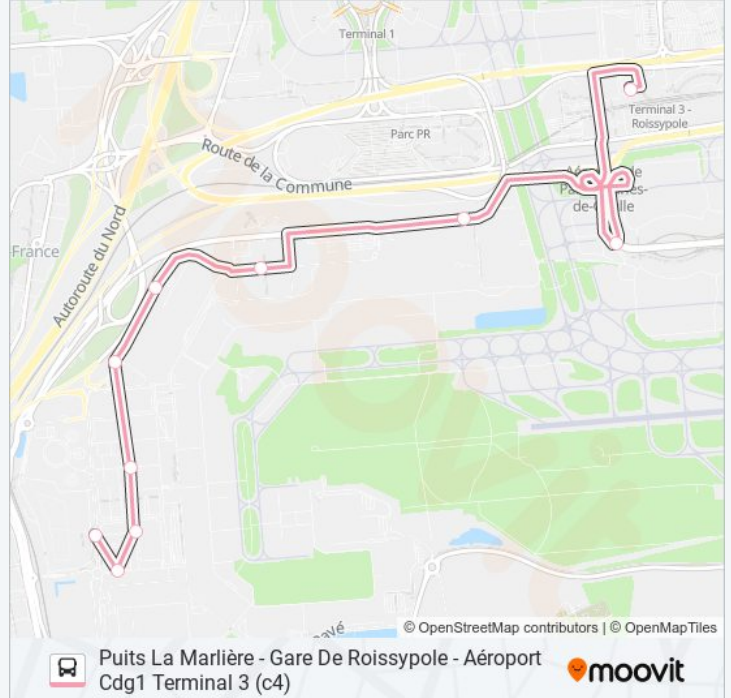 Terminal 1
Terminal 3 -
Roissypole
Parc PR
Route de la Commune
Autoroute du Nord
France
de-
© OpenStreetMap contributors | © OpenMapTiles
Puits La Marlière - Gare De Roissypole - Aéroport
Cdg1 Terminal 3 (c4)
moovit